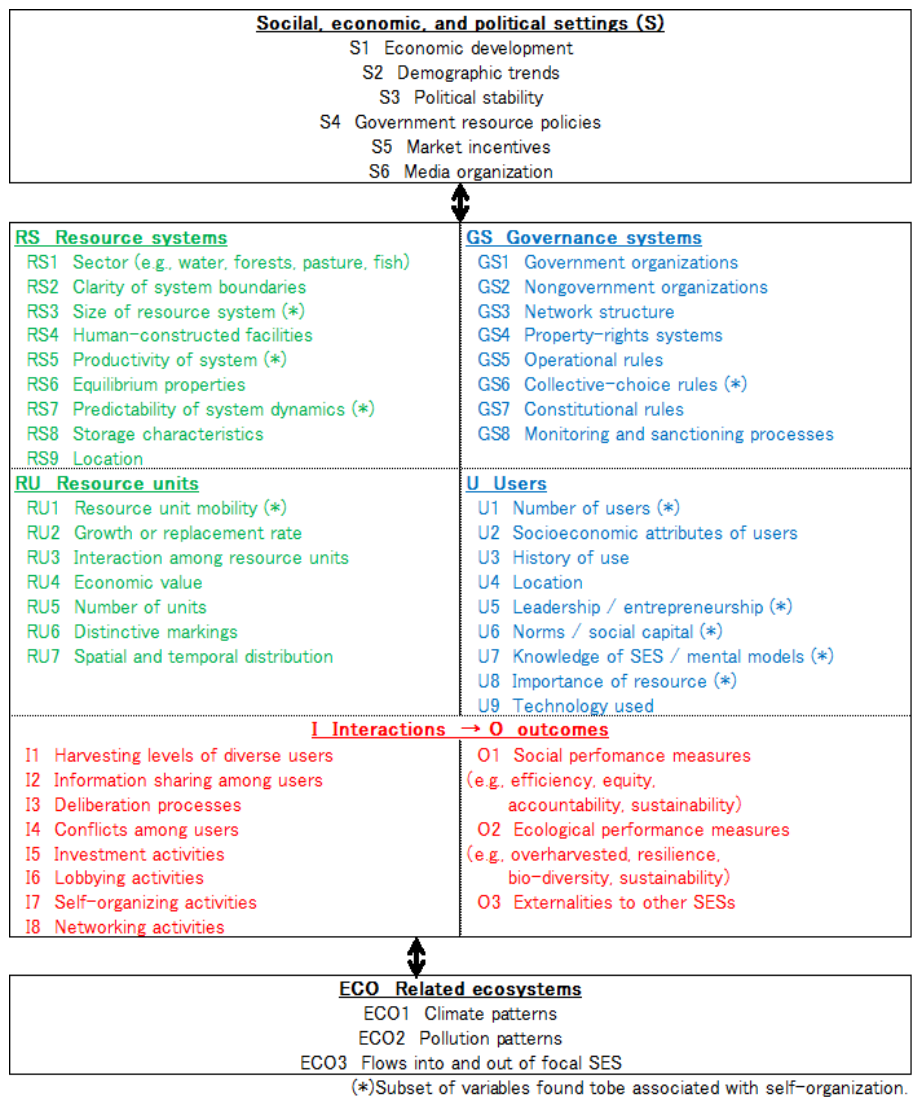 Socilal, economic, and political settings (S)
S1 Economic development
S2 Demographic trends
S3 Political stability
S4 Government resource policies
S5 Market incentives
S6 Media organization
RS Resource systems
RS1 Sector (e.g., water, forests, pasture, fish)
RS2 Clarity of system boundaries
RS3 Size of resource system (*)
RS4 Human-constructed facilities
RS5 Productivity of system (*)
RS6 Equilibrium properties
RS7 Predictability of system dynamics (*)
RS8 Storage characteristics
RS9 Location
GS Governance systems
GS1 Government organizations
GS2 Nongovernment organizations
GS3 Network structure
GS4 Property-rights systems
GS5 Operational rules
GS6 Collective-choice rules (*)
GS7 Constitutional rules
GS8 Monitoring and sanctioning processes
RU Resource units
RU1 Resource unit mobility (*)
RU2 Growth or replacement rate
RU3 Interaction among resource units
RU4 Economic value
RU5 Number of units
RU6 Distinctive markings
RU7 Spatial and temporal distribution
U Users
U1 Number of users (*)
U2 Socioeconomic attributes of users
U3 History of use
U4 Location
U5 Leadership / entrepreneurship (*)
U6 Norms / social capital (*)
U7 Knowledge of SES / mental models (*)
U8 Importance of resource (*)
U9 Technology used
I Interactions → O outcomes
I1 Harvesting levels of diverse users
I2 Information sharing among users
I3 Deliberation processes
I4 Conflicts among users
I5 Investment activities
I6 Lobbying activities
I7 Self-organizing activities
I8 Networking activities
O1 Social perfomance measures
(e.g., efficiency, equity,
accountability, sustainability)
O2 Ecological performance measures
(e.g., overharvested, resilience,
bio-diversity, sustainability)
O3 Externalities to other SESs
ECO Related ecosystems
ECO1 Climate patterns
ECO2 Pollution patterns
ECO3 Flows into and out of focal SES
(*)Subset of variables found tobe associated with self-organization.